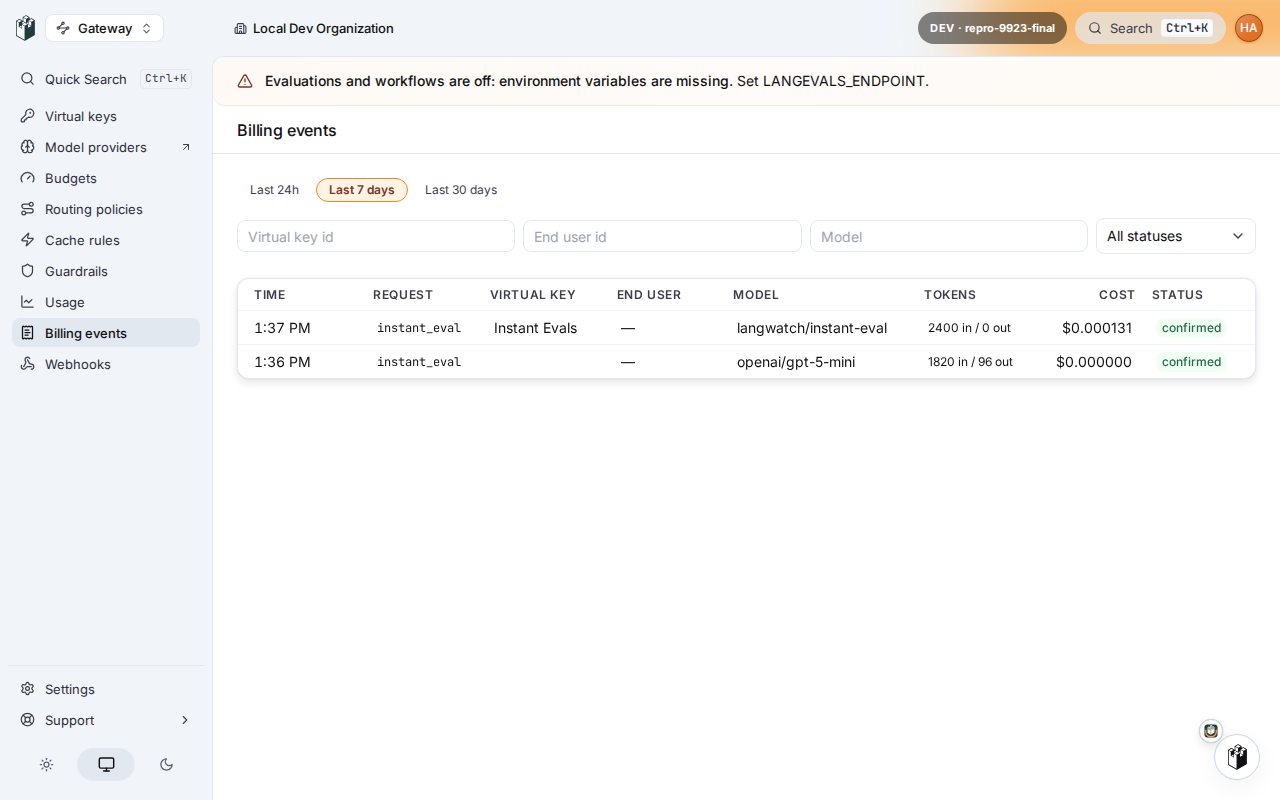 Gateway
Local Dev Organization
DEV · repro-9923-final
Search Ctrl+K
HA
Quick Search Ctrl+K
Virtual keys
Model providers
Budgets
Routing policies
Cache rules
Guardrails
Usage
Billing events
Webhooks
Evaluations and workflows are off: environment variables are missing. Set LANGEVALS_ENDPOINT.
Billing events
Last 24h Last 7 days Last 30 days
Virtual key id End user id Model All statuses
TIME REQUEST VIRTUAL KEY END USER MODEL TOKENS COST STATUS
1:37 PM instant_eval Instant Evals — langwatch/instant-eval 2400 in / 0 out $0.000131 confirmed
1:36 PM instant_eval — openai/gpt-5-mini 1820 in / 96 out $0.000000 confirmed
Settings
Support